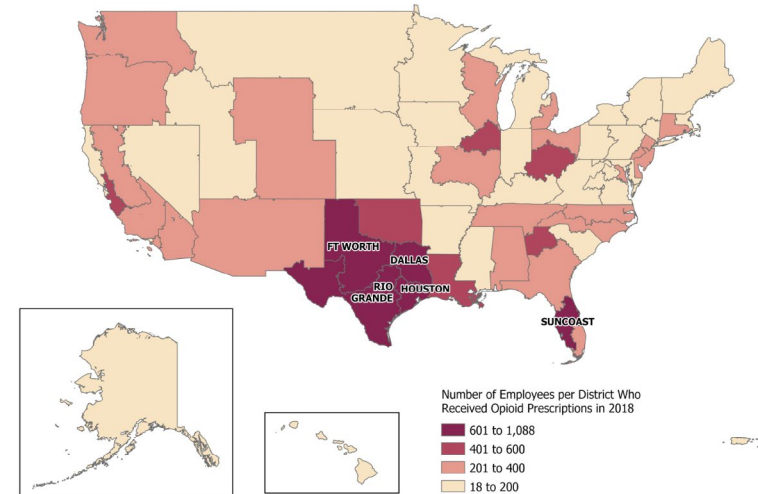 FT WORTH
DALLAS
RIO
GRANDE
HOUSTON
SUNCOAST
Number of Employees per District Who
Received Opioid Prescriptions in 2018
601 to 1,088
401 to 600
201 to 400
18 to 200